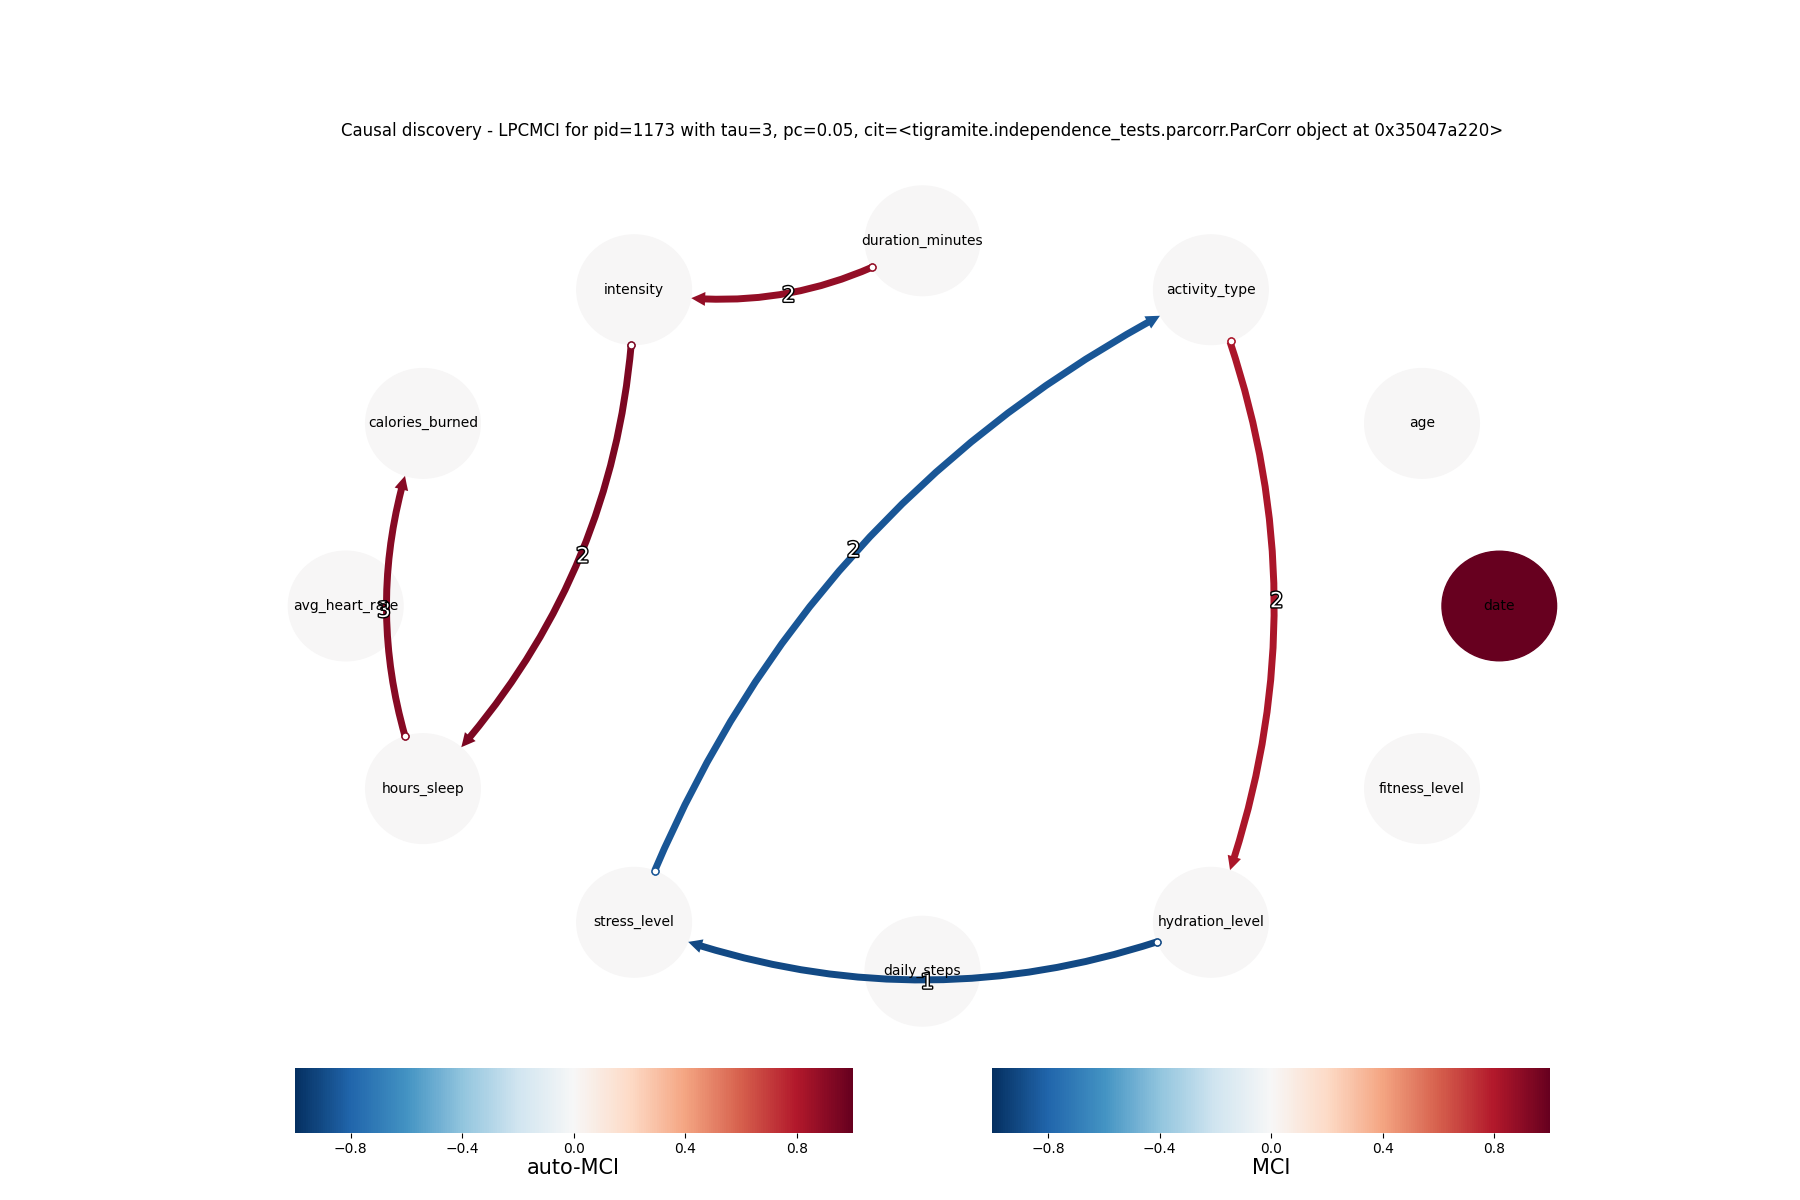 Causal discovery - LPCMCI for pid=1173 with tau=3, pc=0.05, cit=<tigramite.independence_tests.parcorr.ParCorr object at 0x35047a220>
duration_minutes
intensity
activity_type
2
calories_burned
age
2
2
2
avg_heart_rate
3
date
hours_sleep
fitness_level
stress_level
hydration_level
daily_steps
1
−0.8 −0.4 0.0 0.4 0.8
auto-MCI
−0.8 −0.4 0.0 0.4 0.8
MCI